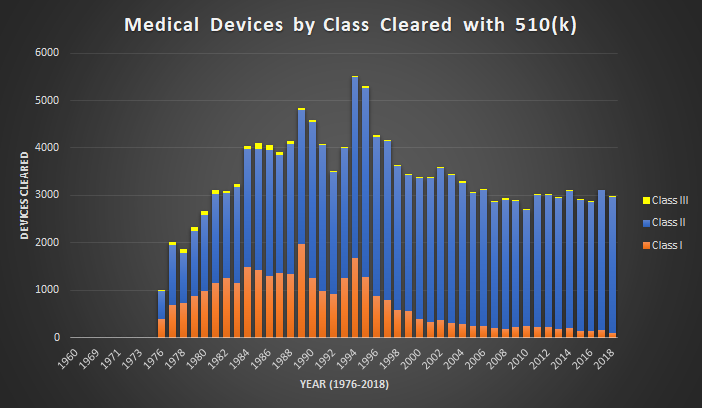 Medical Devices by Class Cleared with 510(k)
6000
5000
4000
3000
2000
1000
0
DEVICES CLEARED
Class III
Class II
Class I
1960 1969 1971 1973 1976 1978 1980 1982 1984 1986 1988 1990 1992 1994 1996 1998 2000 2002 2004 2006 2008 2010 2012 2014 2016 2018
YEAR (1976-2018)